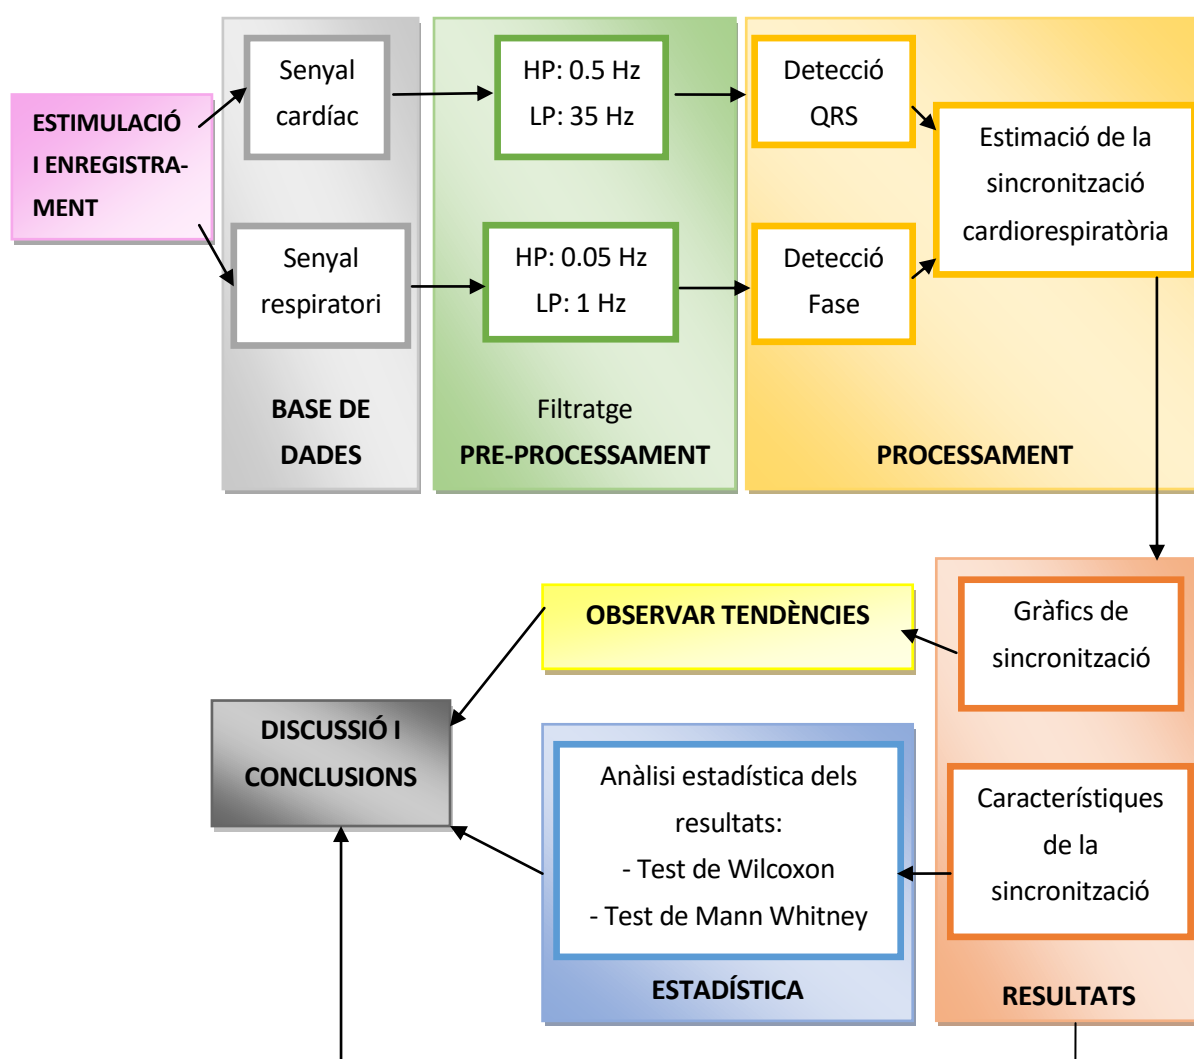 ESTIMULACIÓ
I ENREGISTRA-
MENT
Senyal
cardíac
Senyal
respiratori
BASE DE
DADES
HP: 0.5 Hz
LP: 35 Hz
HP: 0.05 Hz
LP: 1 Hz
Filtratge
PRE-PROCESSAMENT
Detecció
QRS
Detecció
Fase
Estimació de la
sincronització
cardiorespiratòria
PROCESSAMENT
Gràfics de
sincronització
Característiques
de la
sincronització
RESULTATS
OBSERVAR TENDÈNCIES
Anàlisi estadística dels
resultats:
- Test de Wilcoxon
- Test de Mann Whitney
ESTADÍSTICA
DISCUSSIÓ I
CONCLUSIONS